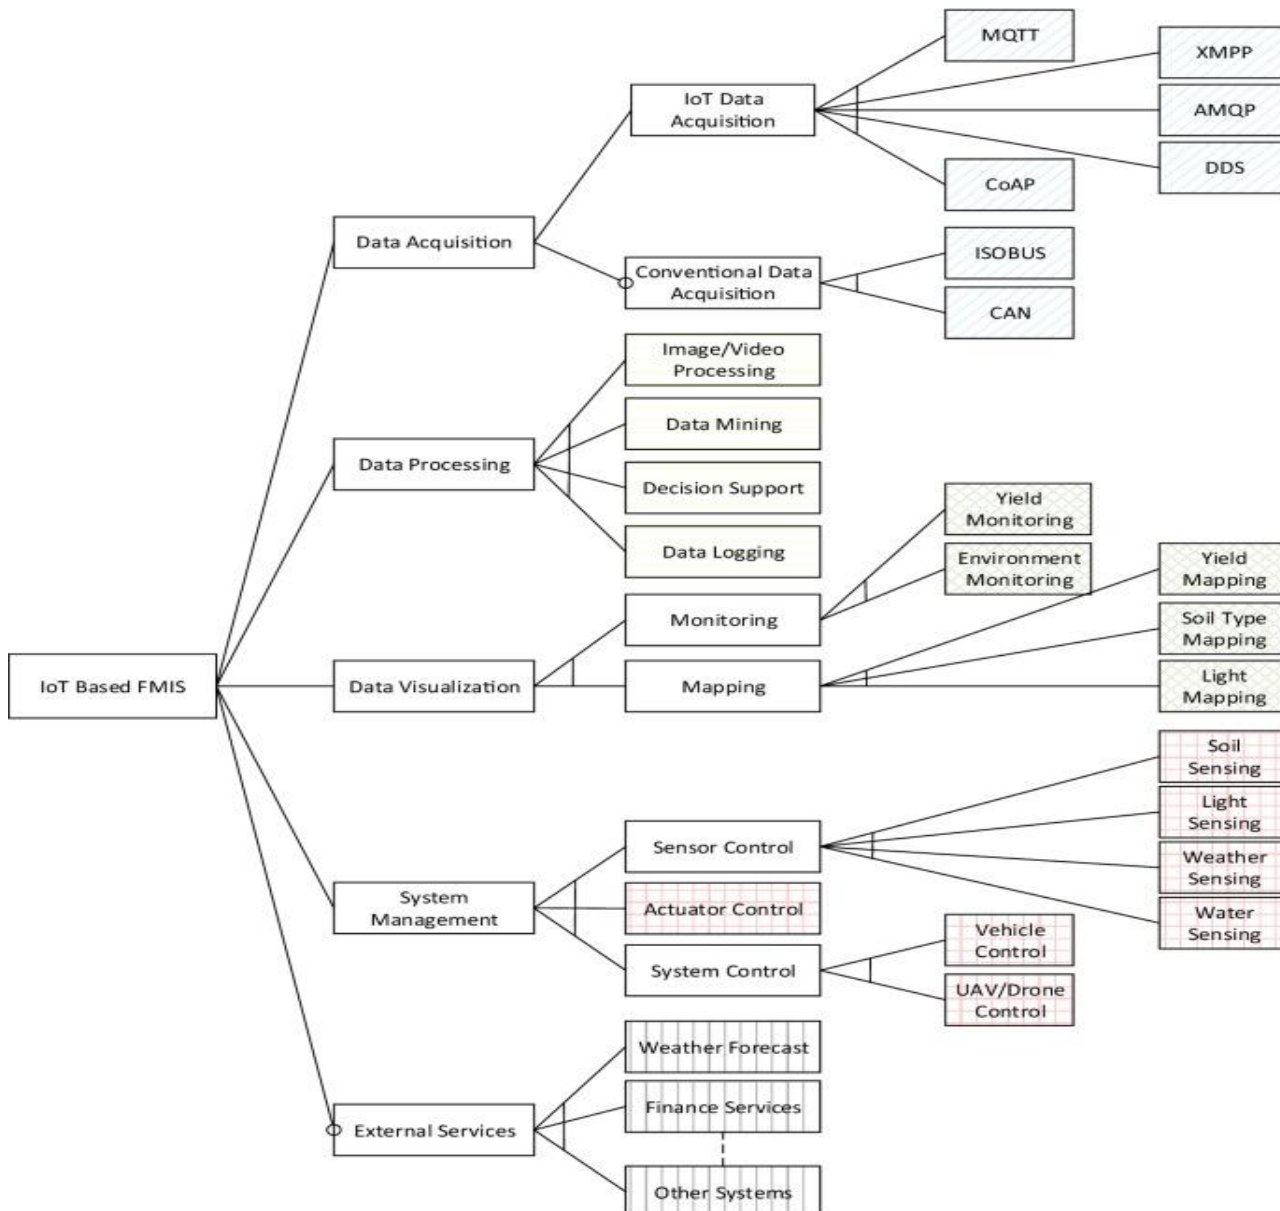 MQTT
XMPP
IoT Data
Acquisition
AMQP
DDS
CoAP
Data Acquisition
ISOBUS
Conventional Data
Acquisition
CAN
Image/Video
Processing
Data Mining
Data Processing
Decision Support
Yield
Monitoring
Data Logging
Environment
Monitoring
Yield
Mapping
Monitoring
Soil Type
Mapping
IoT Based FMIS
Data Visualization
Mapping
Light
Mapping
Soil
Sensing
Light
Sensing
Sensor Control
Weather
Sensing
System
Management
Actuator Control
Water
Sensing
Vehicle
Control
System Control
UAV/Drone
Control
Weather Forecast
Finance Services
External Services
Other Systems